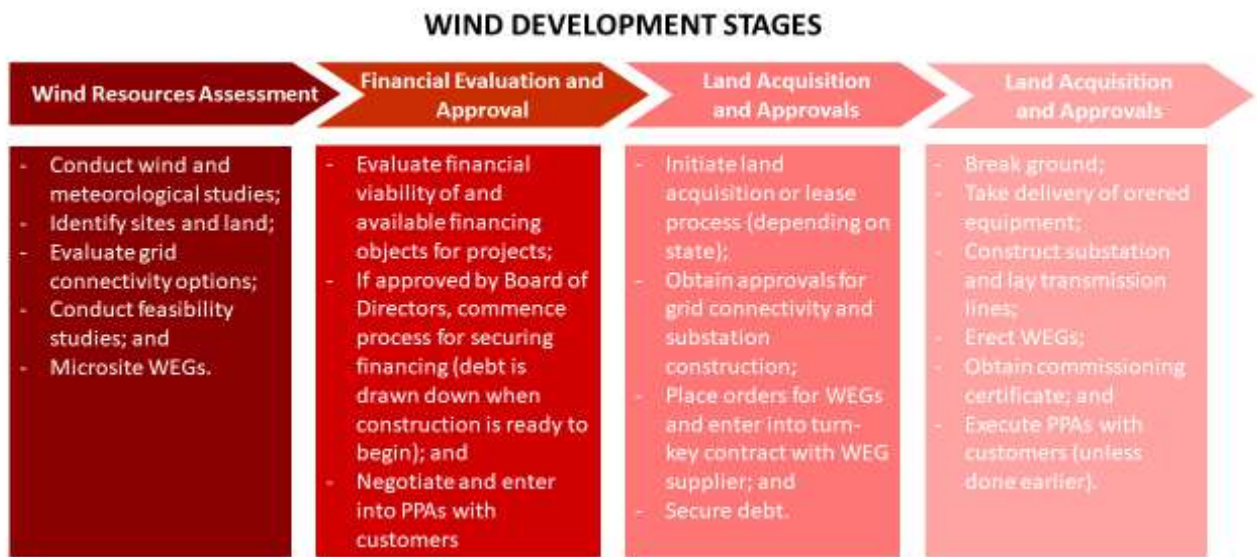 WIND DEVELOPMENT STAGES
Wind Resources Assessment
Financial Evaluation and
Approval
Land Acquisition
and Approvals
Land Acquisition
and Approvals
- Conduct wind and
meteorological studies;
- Identify sites and land;
- Evaluate grid
connectivity options;
- Conduct feasibility
studies; and
- Microsite WEGs.
- Evaluate financial
viability of and
available financing
objects for projects;
- If approved by Board of
Directors, commence
process for securing
financing (debt is
drawn down when
construction is ready to
begin); and
- Negotiate and enter
into PPAs with
customers
- Initiate land
acquisition or lease
process (depending on
state);
- Obtain approvals for
grid connectivity and
substation
construction;
- Place orders for WEGs
and enter into turn-
key contract with WEG
supplier; and
- Secure debt.
- Break ground;
- Take delivery of orered
equipment;
- Construct substation
and lay transmission
lines;
- Erect WEGs;
- Obtain commissioning
certificate; and
- Execute PPAs with
customers (unless
done earlier).